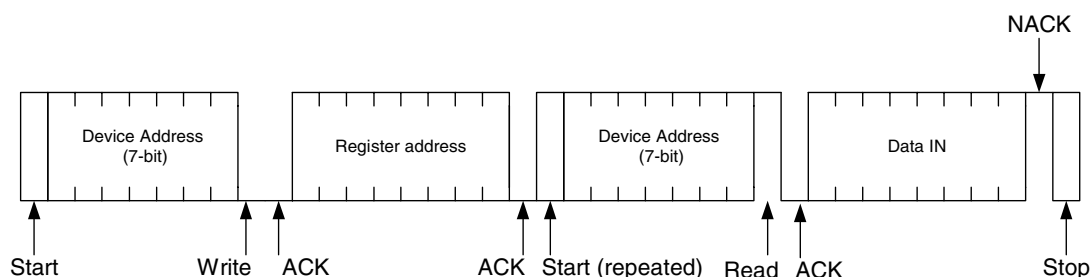 NACK
Device Address
(7-bit)
Register address
Device Address
(7-bit)
Data IN
Start
Write
ACK
ACK
Start (repeated)
Read
ACK
Stop